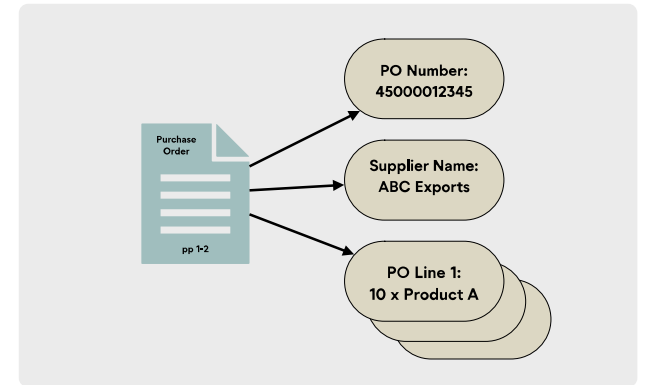 Purchase
Order
pp 1-2
PO Number:
45000012345
Supplier Name:
ABC Exports
PO Line 1:
10 x Product A